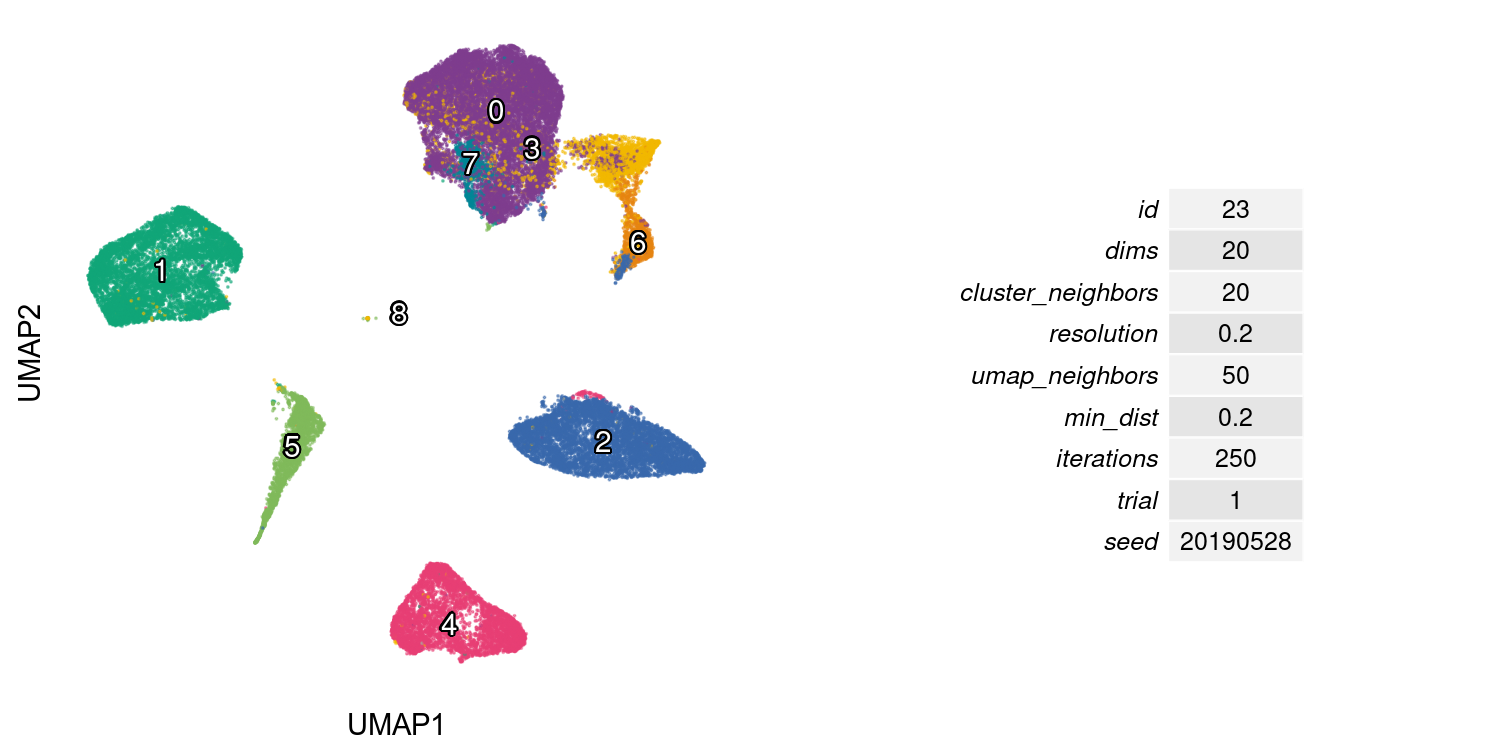 0
3
7
6
1
8
2
5
4
UMAP1
UMAP2
id 23
dims 20
cluster_neighbors 20
resolution 0.2
umap_neighbors 50
min_dist 0.2
iterations 250
trial 1
seed 20190528